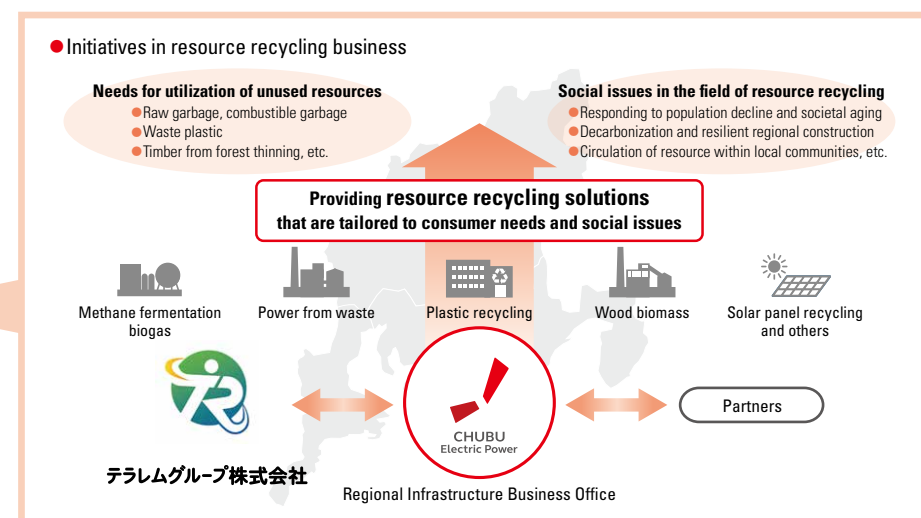 ●Initiatives in resource recycling business
Needs for utilization of unused resources
●Raw garbage, combustible garbage
●Waste plastic
●Timber from forest thinning, etc.
Social issues in the field of resource recycling
●Responding to population decline and societal aging
●Decarbonization and resilient regional construction
●Circulation of resource within local communities, etc.
Providing resource recycling solutions
that are tailored to consumer needs and social issues
Methane fermentation
biogas
Power from waste
Plastic recycling
Wood biomass
Solar panel recycling
and others
テラレムグループ株式会社
CHUBU
Electric Power
Regional Infrastructure Business Office
Partners